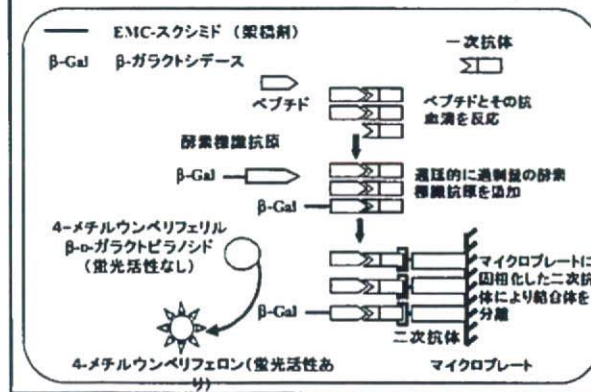 EMC-スクシミド（架橋剤）
β-Gal β-ガラクトシデース
一次抗体
ペプチド
ペプチドとその抗
血清を反応
酵素標識抗原
β-Gal
遅延的に過剰量の酵素
標識抗原を添加
β-Gal
4-メチルウンベリフェリル
β-D-ガラクトピラノシド
（蛍光活性なし）
マイクロプレートに
固相化した二次抗
体により結合体を
分離
β-Gal
二次抗体
4-メチルウンベリフェロン（蛍光活性あ
り）
マイクロプレート